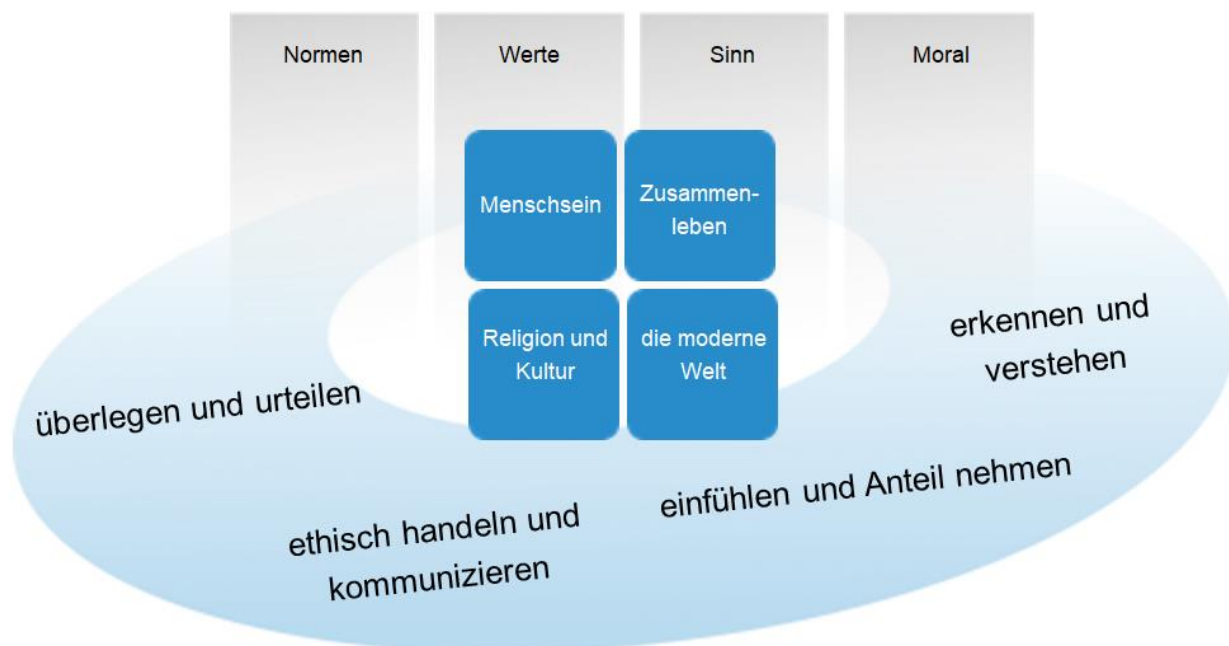 Normen
Werte
Sinn
Moral
Menschsein
Zusammen-
leben
Religion und
Kultur
die moderne
Welt
erkennen und
verstehen
überlegen und urteilen
einfühlen und Anteil nehmen
ethisch handeln und
kommunizieren